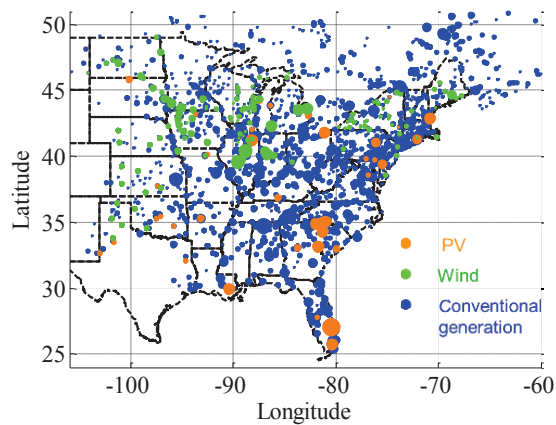 50
45
40
35
30
25
Latitude
PV
Wind
Conventional
generation
-100
-90
-80
-70
-60
Longitude